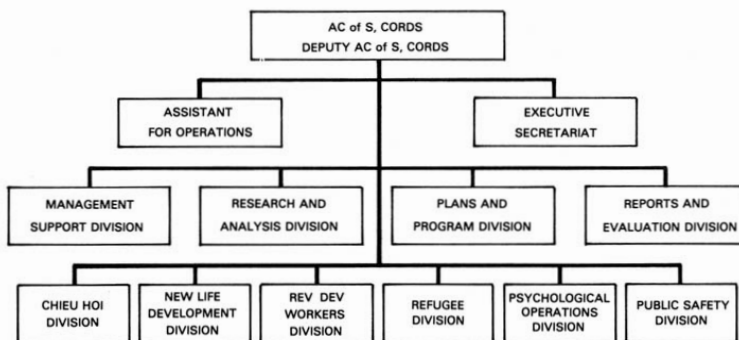 AC of S, CORDS
DEPUTY AC of S, CORDS
ASSISTANT
FOR OPERATIONS
EXECUTIVE
SECRETARIAT
MANAGEMENT
SUPPORT DIVISION
RESEARCH AND
ANALYSIS DIVISION
PLANS AND
PROGRAM DIVISION
REPORTS AND
EVALUATION DIVISION
CHIEU HOI
DIVISION
NEW LIFE
DEVELOPMENT
DIVISION
REV DEV
WORKERS
DIVISION
REFUGEE
DIVISION
PSYCHOLOGICAL
OPERATIONS
DIVISION
PUBLIC SAFETY
DIVISION